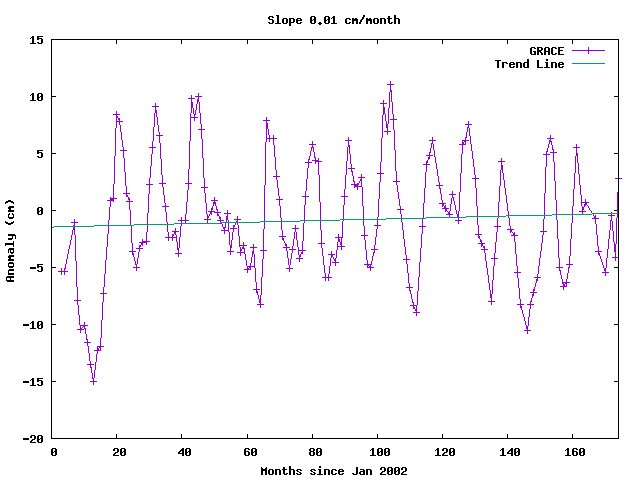 Slope 0.01 cm/month
GRACE
Trend Line
15
10
5
0
-5
-10
-15
-20
Anomaly (cm)
0 20 40 60 80 100 120 140 160
Months since Jan 2002